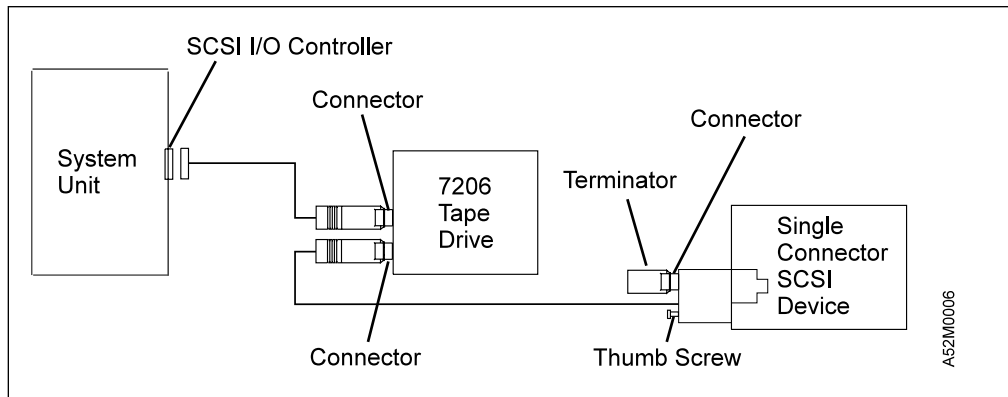 SCSI I/O Controller
Connector
Connector
System
Unit
7206
Tape
Drive
Terminator
Single
Connector
SCSI
Device
Connector
Thumb Screw
A52M0006